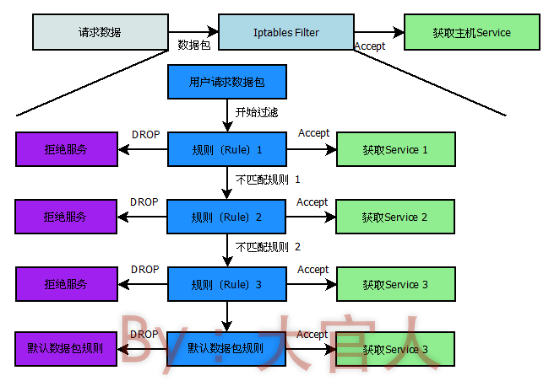 请求数据
数据包
Iptables Filter
Accept
获取主机Service
用户请求数据包
开始过滤
拒绝服务
DROP
规则（Rule）1
Accept
获取Service 1
不匹配规则 1
拒绝服务
DROP
规则（Rule）2
Accept
获取Service 2
不匹配规则 2
拒绝服务
DROP
规则（Rule）3
Accept
获取Service 3
默认数据包规则
DROP
默认数据包规则
Accept
获取Service 3
By：大官人